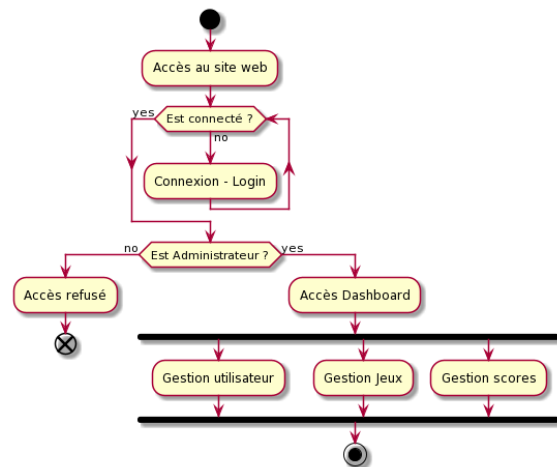 Accès au site web
yes
Est connecté ?
no
Connexion - Login
no
Est Administrateur ?
yes
Accès refusé
Accès Dashboard
Gestion utilisateur
Gestion Jeux
Gestion scores